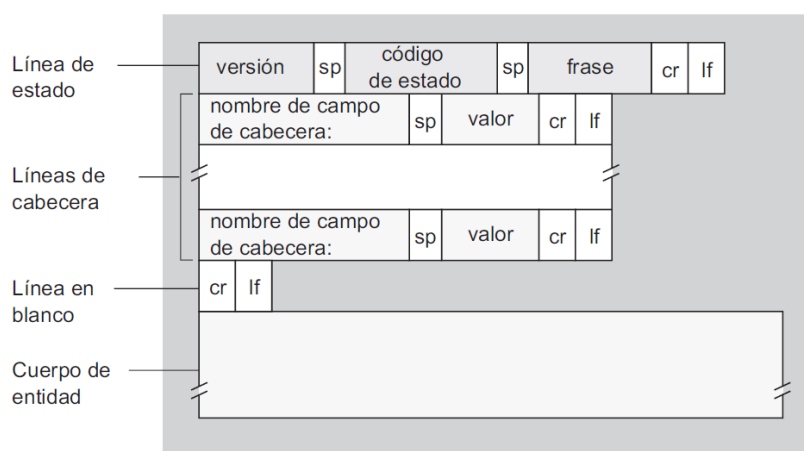 Línea de
estado
versión sp código
de estado sp frase cr lf
Líneas de
cabecera
nombre de campo
de cabecera: sp valor cr lf
nombre de campo
de cabecera: sp valor cr lf
Línea en
blanco
cr lf
Cuerpo de
entidad